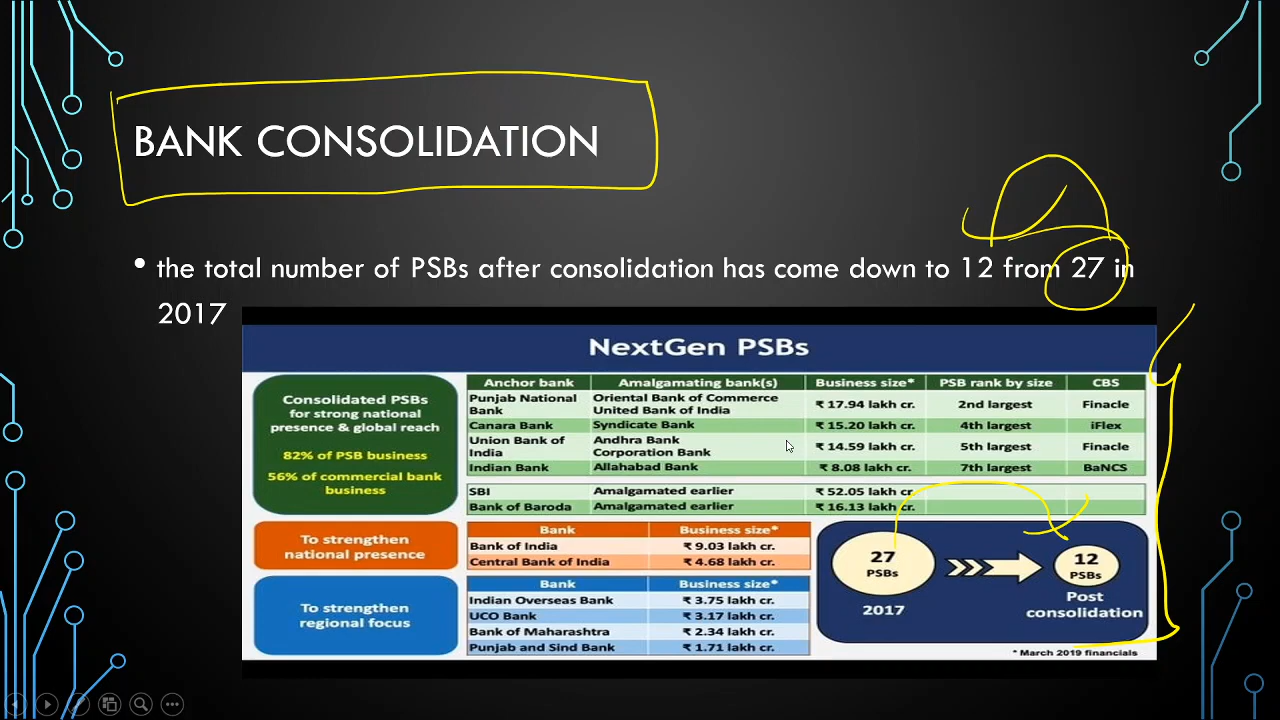 BANK CONSOLIDATION
• the total number of PSBs after consolidation has come down to 12 from 27 in
2017
NextGen PSBs
Consolidated PSBs
for strong national
presence & global reach
82% of PSB business
56% of commercial bank
business
Anchor bank Amalgamating bank(s) Business size* PSB rank by size CBS
Punjab National Bank Oriental Bank of Commerce United Bank of India ₹ 17.94 lakh cr. 2nd largest Finacle
Canara Bank Syndicate Bank ₹ 15.20 lakh cr. 4th largest iFlex
Union Bank of India Andhra Bank Corporation Bank ₹ 14.59 lakh cr. 5th largest Finacle
Indian Bank Allahabad Bank ₹ 8.08 lakh cr. 7th largest BaNCS
SBI Amalgamated earlier ₹ 52.05 lakh cr.
Bank of Baroda Amalgamated earlier ₹ 16.13 lakh cr.
To strengthen
national presence
Bank Business size*
Bank of India ₹ 9.03 lakh cr.
Central Bank of India ₹ 4.68 lakh cr.
To strengthen
regional focus
Bank Business size*
Indian Overseas Bank ₹ 3.75 lakh cr.
UCO Bank ₹ 3.17 lakh cr.
Bank of Maharashtra ₹ 2.34 lakh cr.
Punjab and Sind Bank ₹ 1.71 lakh cr.
27
PSBs
2017
12
PSBs
Post
consolidation
* March 2019 financials